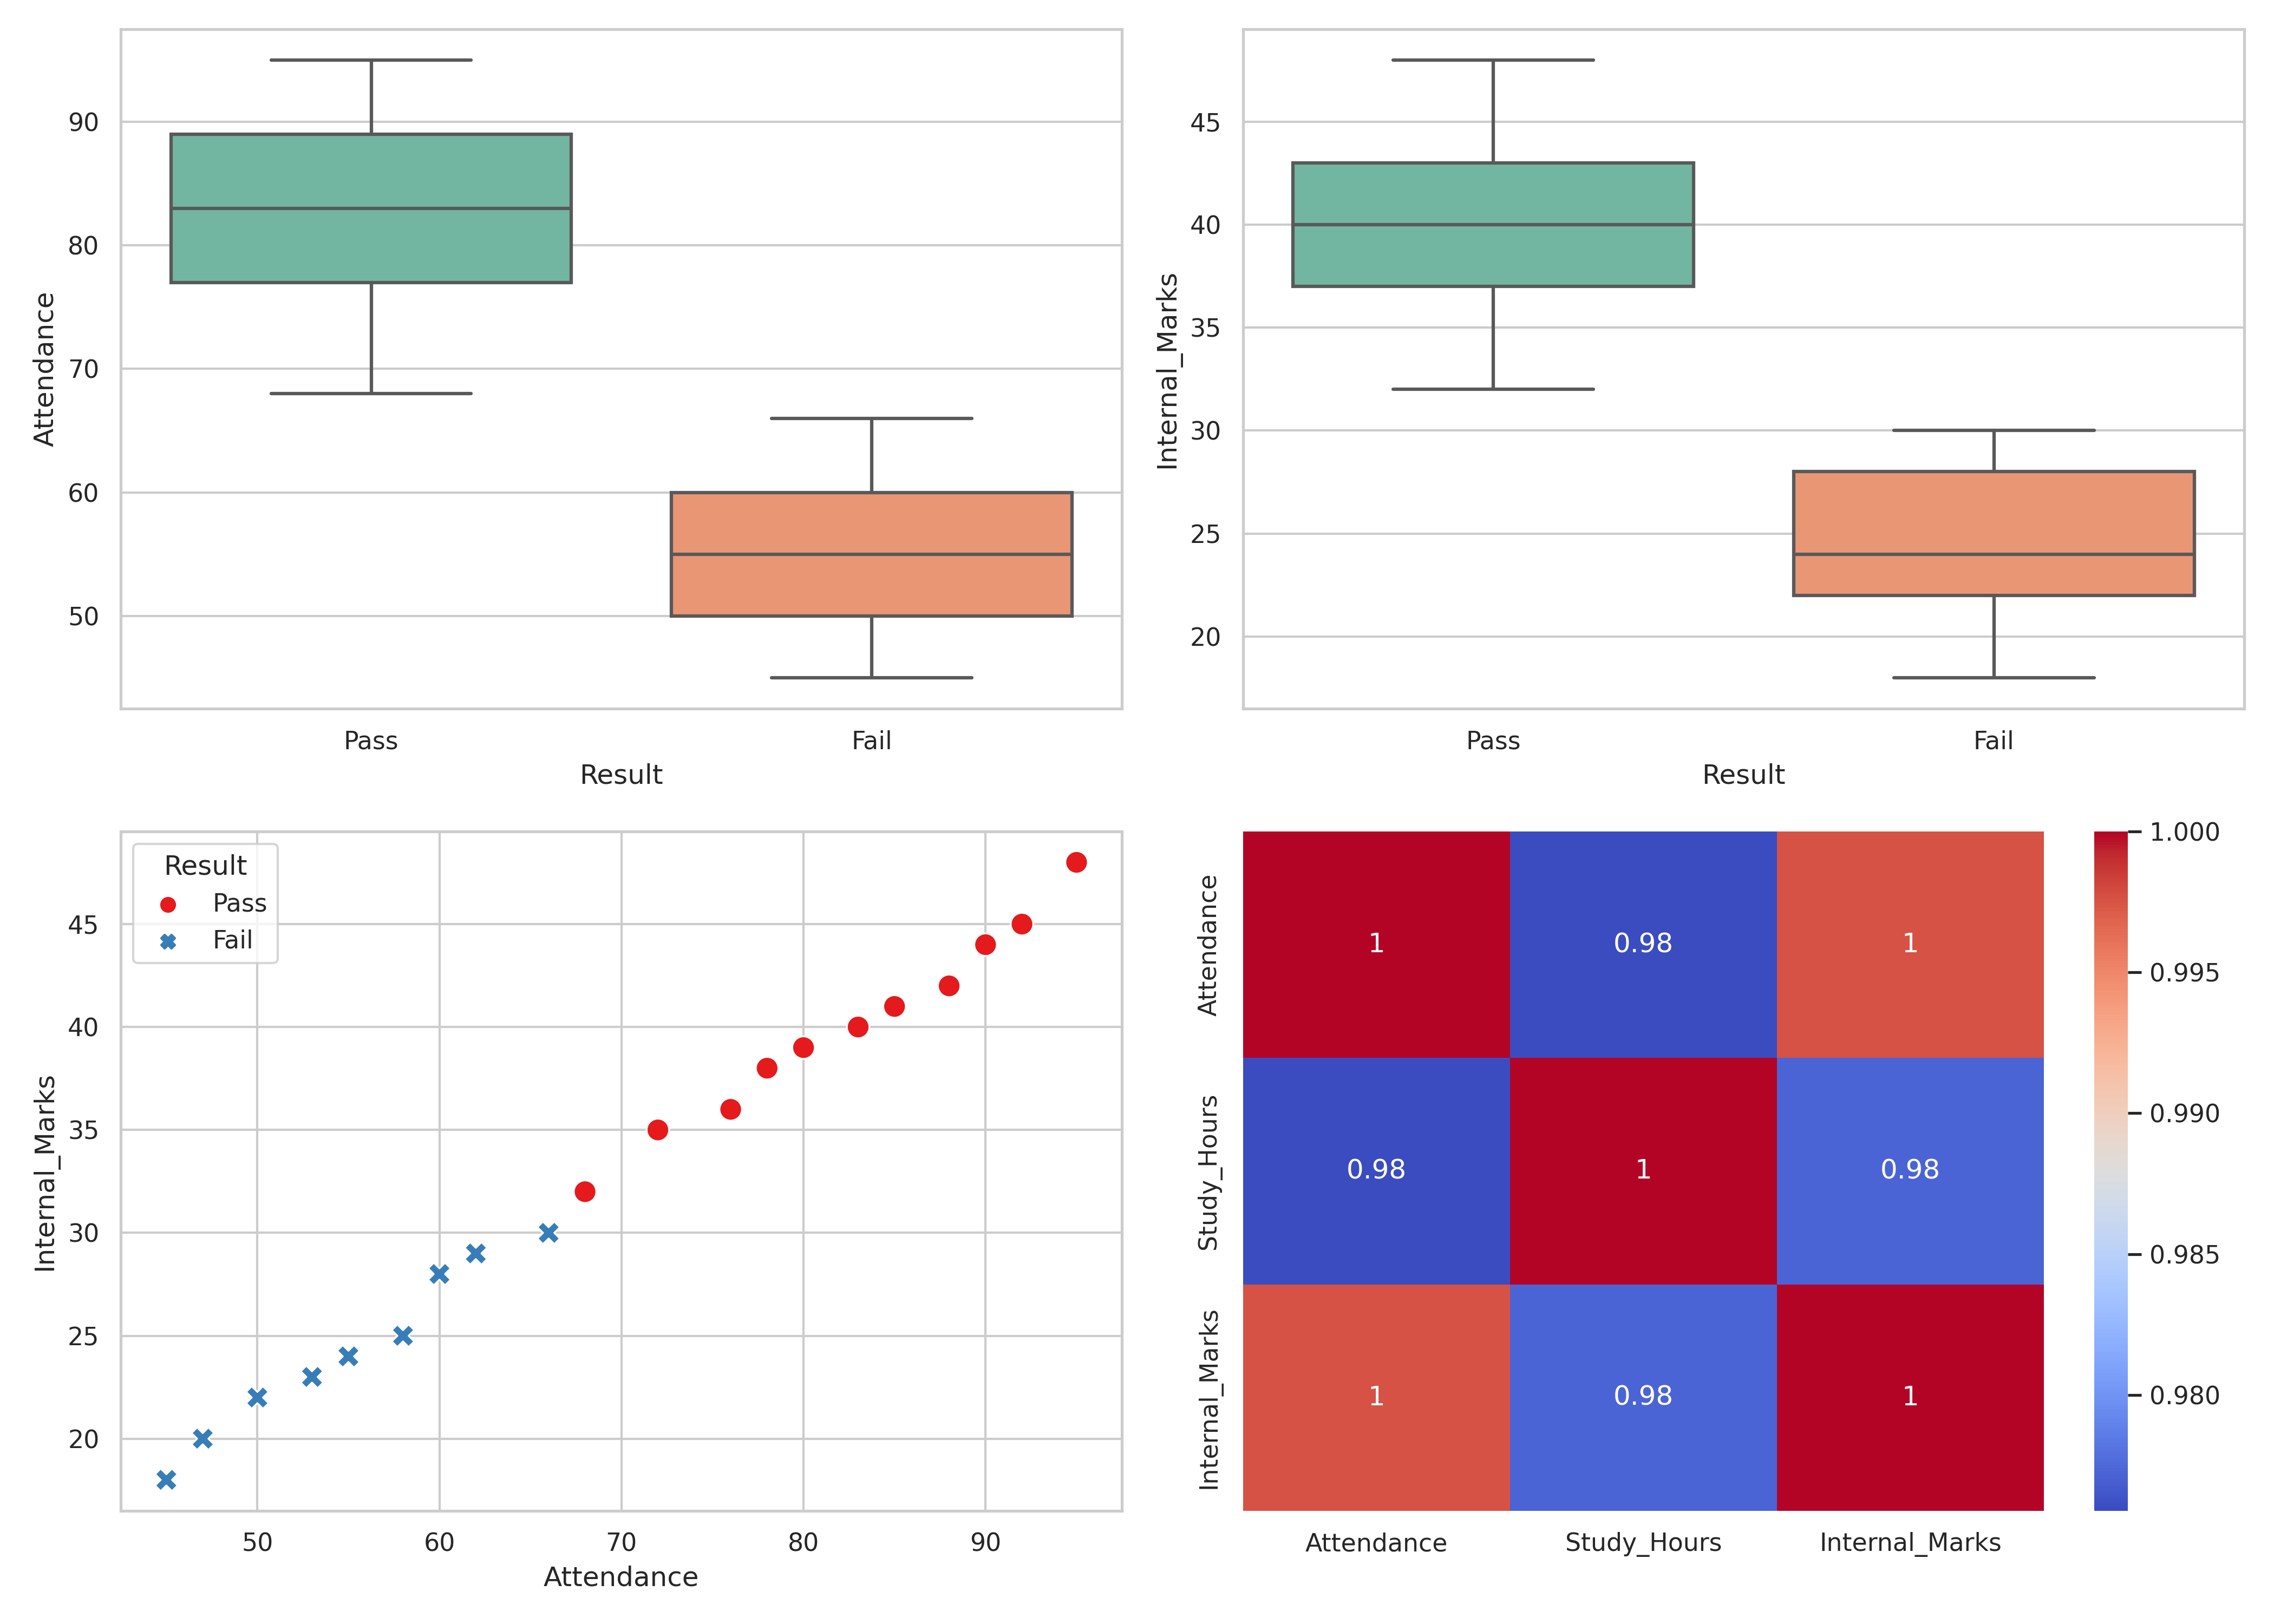 Attendance
90
80
70
60
50
Pass
Fail
Result
Internal_Marks
45
40
35
30
25
20
Pass
Fail
Result
Internal_Marks
45
40
35
30
25
20
Result
Pass
Fail
50
60
70
80
90
Attendance
Attendance
Study_Hours
Internal_Marks
1
0.98
1
0.98
1
0.98
1
0.98
1
Attendance
Study_Hours
Internal_Marks
1.000
0.995
0.990
0.985
0.980